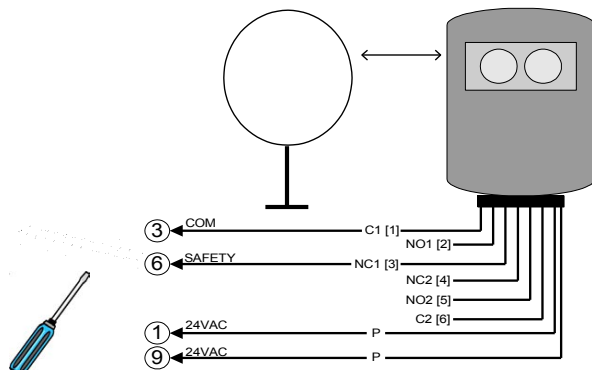 3 COM C1 [1]
NO1 [2]
6 SAFETY NC1 [3]
NC2 [4]
NO2 [5]
C2 [6]
1 24VAC P
9 24VAC P